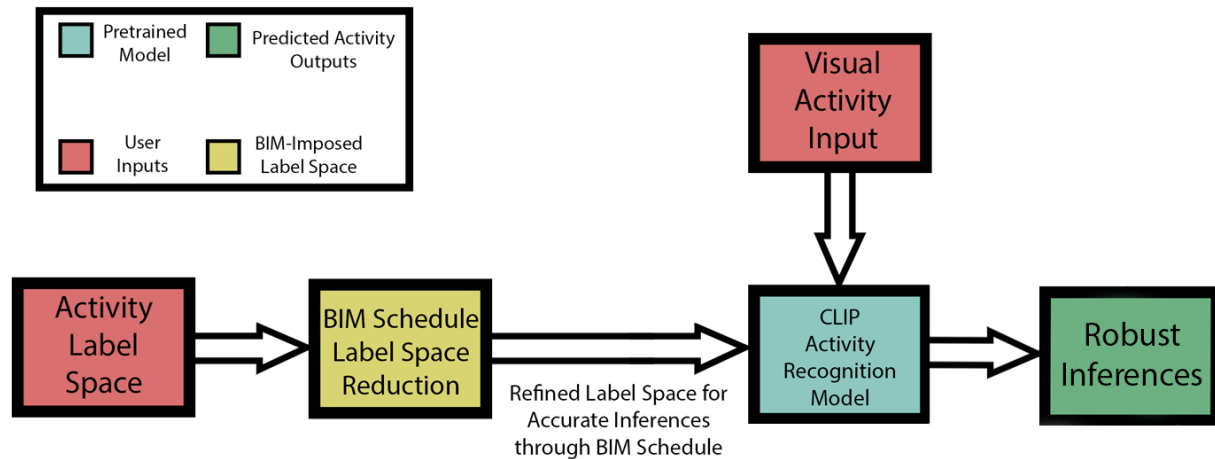 Pretrained
Model
Predicted Activity
Outputs
User
Inputs
BIM-Imposed
Label Space
Visual
Activity
Input
Activity
Label
Space
BIM Schedule
Label Space
Reduction
Refined Label Space for
Accurate Inferences
through BIM Schedule
CLIP
Activity
Recognition
Model
Robust
Inferences